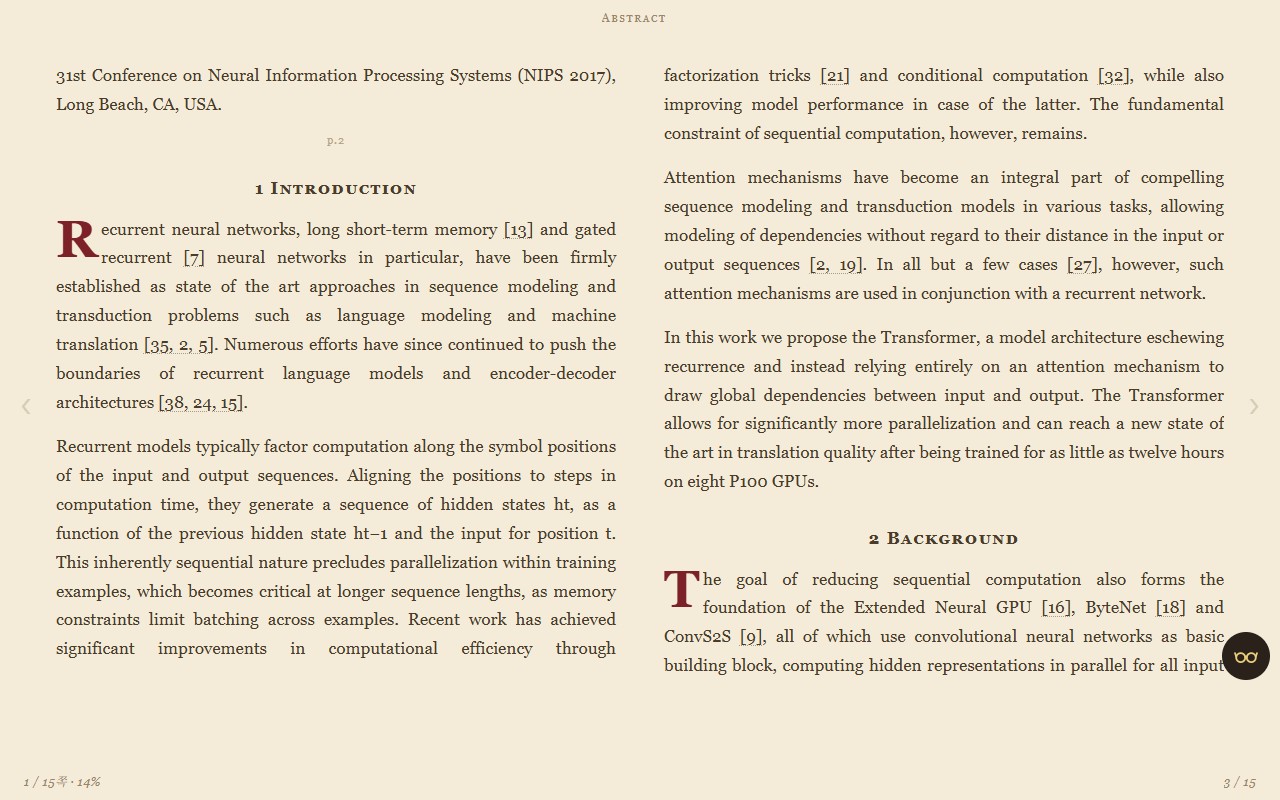 Abstract
31st Conference on Neural Information Processing Systems (NIPS 2017),
Long Beach, CA, USA.
p.2
1 Introduction
Recurrent neural networks, long short-term memory [13] and gated
recurrent [7] neural networks in particular, have been firmly
established as state of the art approaches in sequence modeling and
transduction problems such as language modeling and machine
translation [35, 2, 5]. Numerous efforts have since continued to push the
boundaries of recurrent language models and encoder-decoder
architectures [38, 24, 15].
Recurrent models typically factor computation along the symbol positions
of the input and output sequences. Aligning the positions to steps in
computation time, they generate a sequence of hidden states ht, as a
function of the previous hidden state ht−1 and the input for position t.
This inherently sequential nature precludes parallelization within training
examples, which becomes critical at longer sequence lengths, as memory
constraints limit batching across examples. Recent work has achieved
significant improvements in computational efficiency through
factorization tricks [21] and conditional computation [32], while also
improving model performance in case of the latter. The fundamental
constraint of sequential computation, however, remains.
Attention mechanisms have become an integral part of compelling
sequence modeling and transduction models in various tasks, allowing
modeling of dependencies without regard to their distance in the input or
output sequences [2, 19]. In all but a few cases [27], however, such
attention mechanisms are used in conjunction with a recurrent network.
In this work we propose the Transformer, a model architecture eschewing
recurrence and instead relying entirely on an attention mechanism to
draw global dependencies between input and output. The Transformer
allows for significantly more parallelization and can reach a new state of
the art in translation quality after being trained for as little as twelve hours
on eight P100 GPUs.
2 Background
The goal of reducing sequential computation also forms the
foundation of the Extended Neural GPU [16], ByteNet [18] and
ConvS2S [9], all of which use convolutional neural networks as basic
building block, computing hidden representations in parallel for all input
1 / 15쪽 · 14%
3 / 15